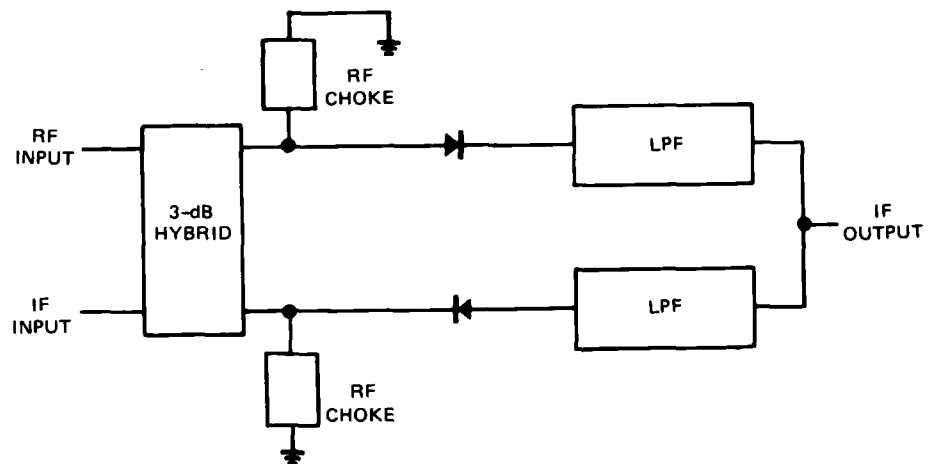 RF
CHOKE
RF
INPUT
LPF
3-dB
HYBRID
IF
OUTPUT
IF
INPUT
LPF
RF
CHOKE